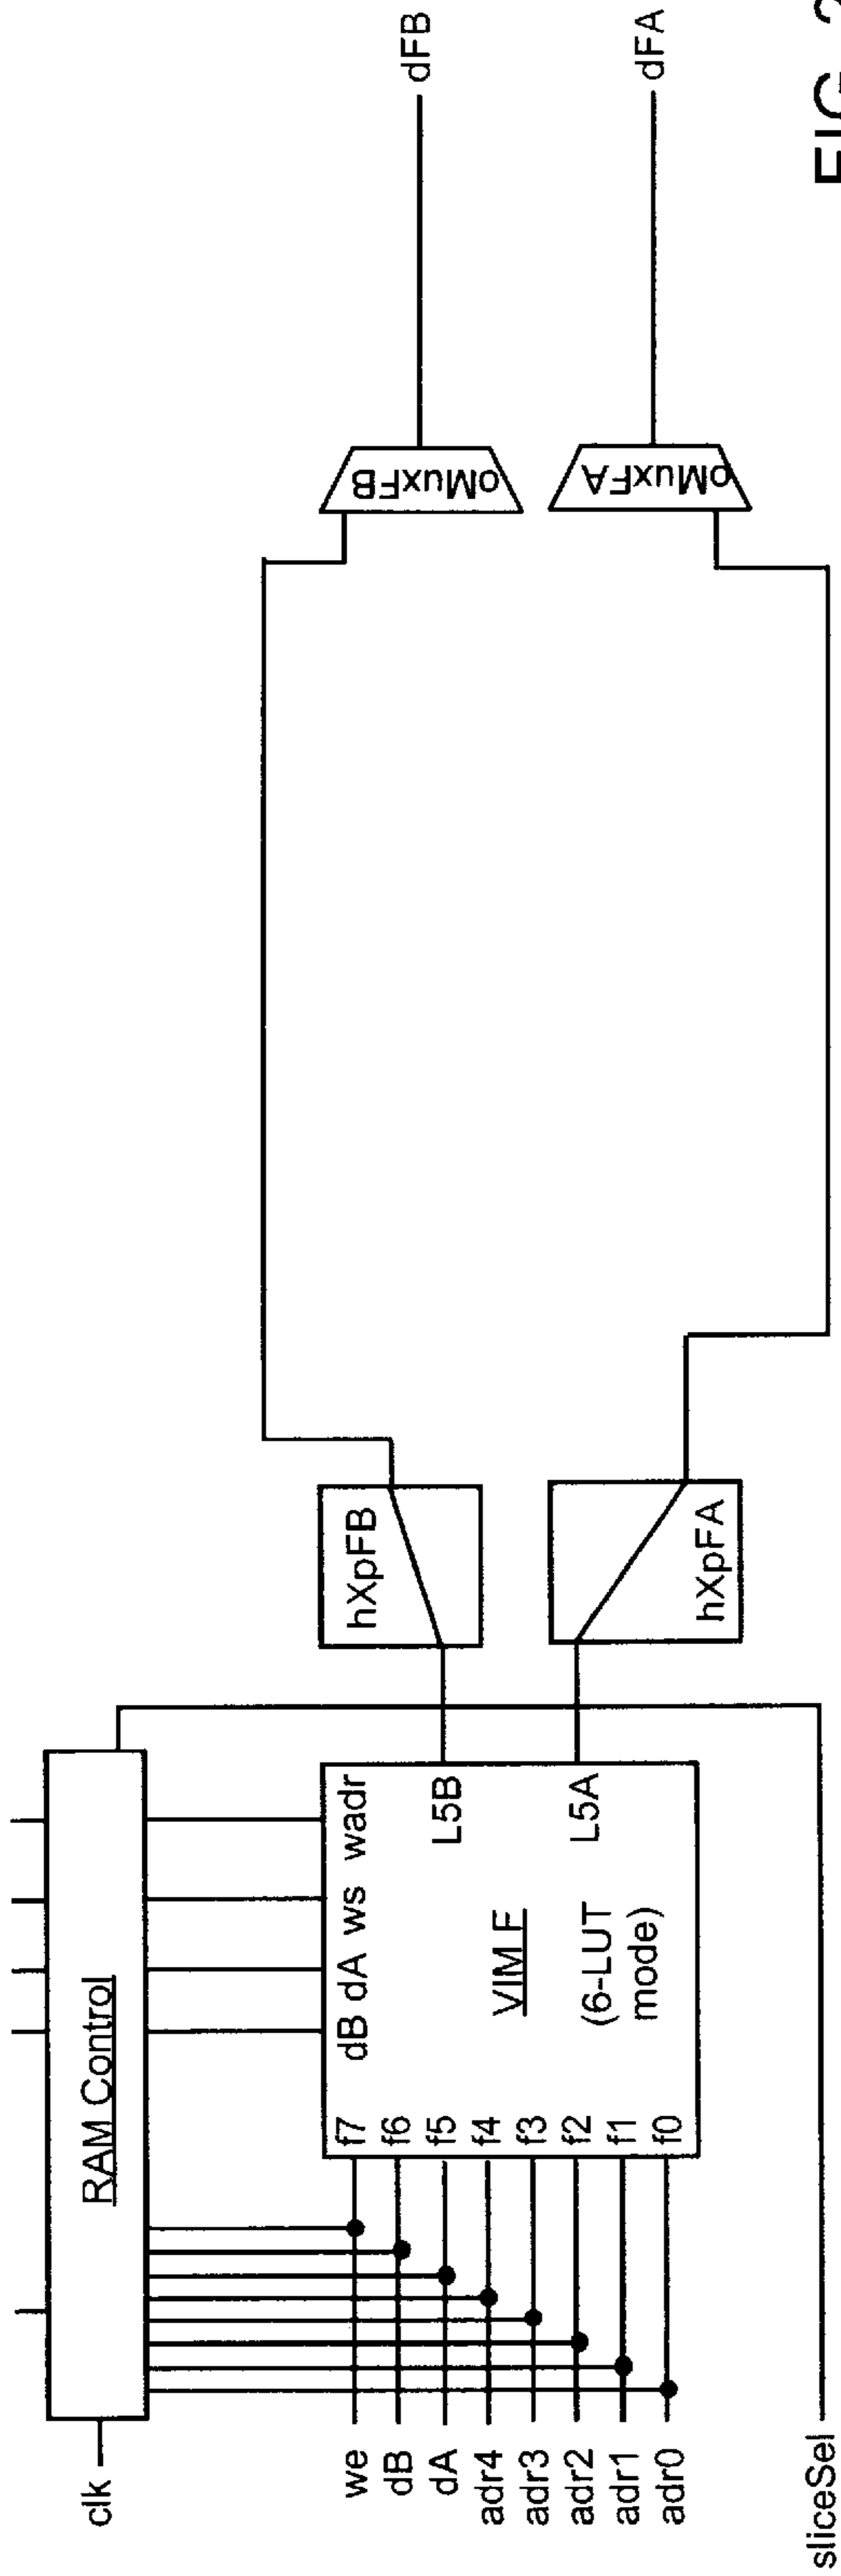 clk
RAM Control
we
dB
dA
adr4
adr3
adr2
adr1
adr0
sliceSel
f7
f6
f5
f4
f3
f2
f1
f0
dB dA ws wadr
VIM F
(6-LUT
mode)
L5B
L5A
hXpFB
hXpFA
oMuxFB
oMuxFA
dFB
dFA
FIG.